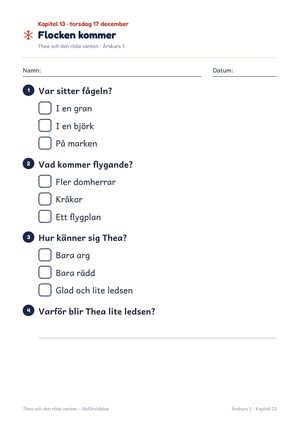 Kapitel 13 · torsdag 17 december
Flocken kommer
Thea och den röda vanten · Årskurs 1
Namn: Datum:
1 Var sitter fågeln?
I en gran
I en björk
På marken
2 Vad kommer flygande?
Fler domherrar
Kråkor
Ett flygplan
3 Hur känner sig Thea?
Bara arg
Bara rädd
Glad och lite ledsen
4 Varför blir Thea lite ledsen?
Thea och den röda vanten – läsförståelse Årskurs 1 · Kapitel 13